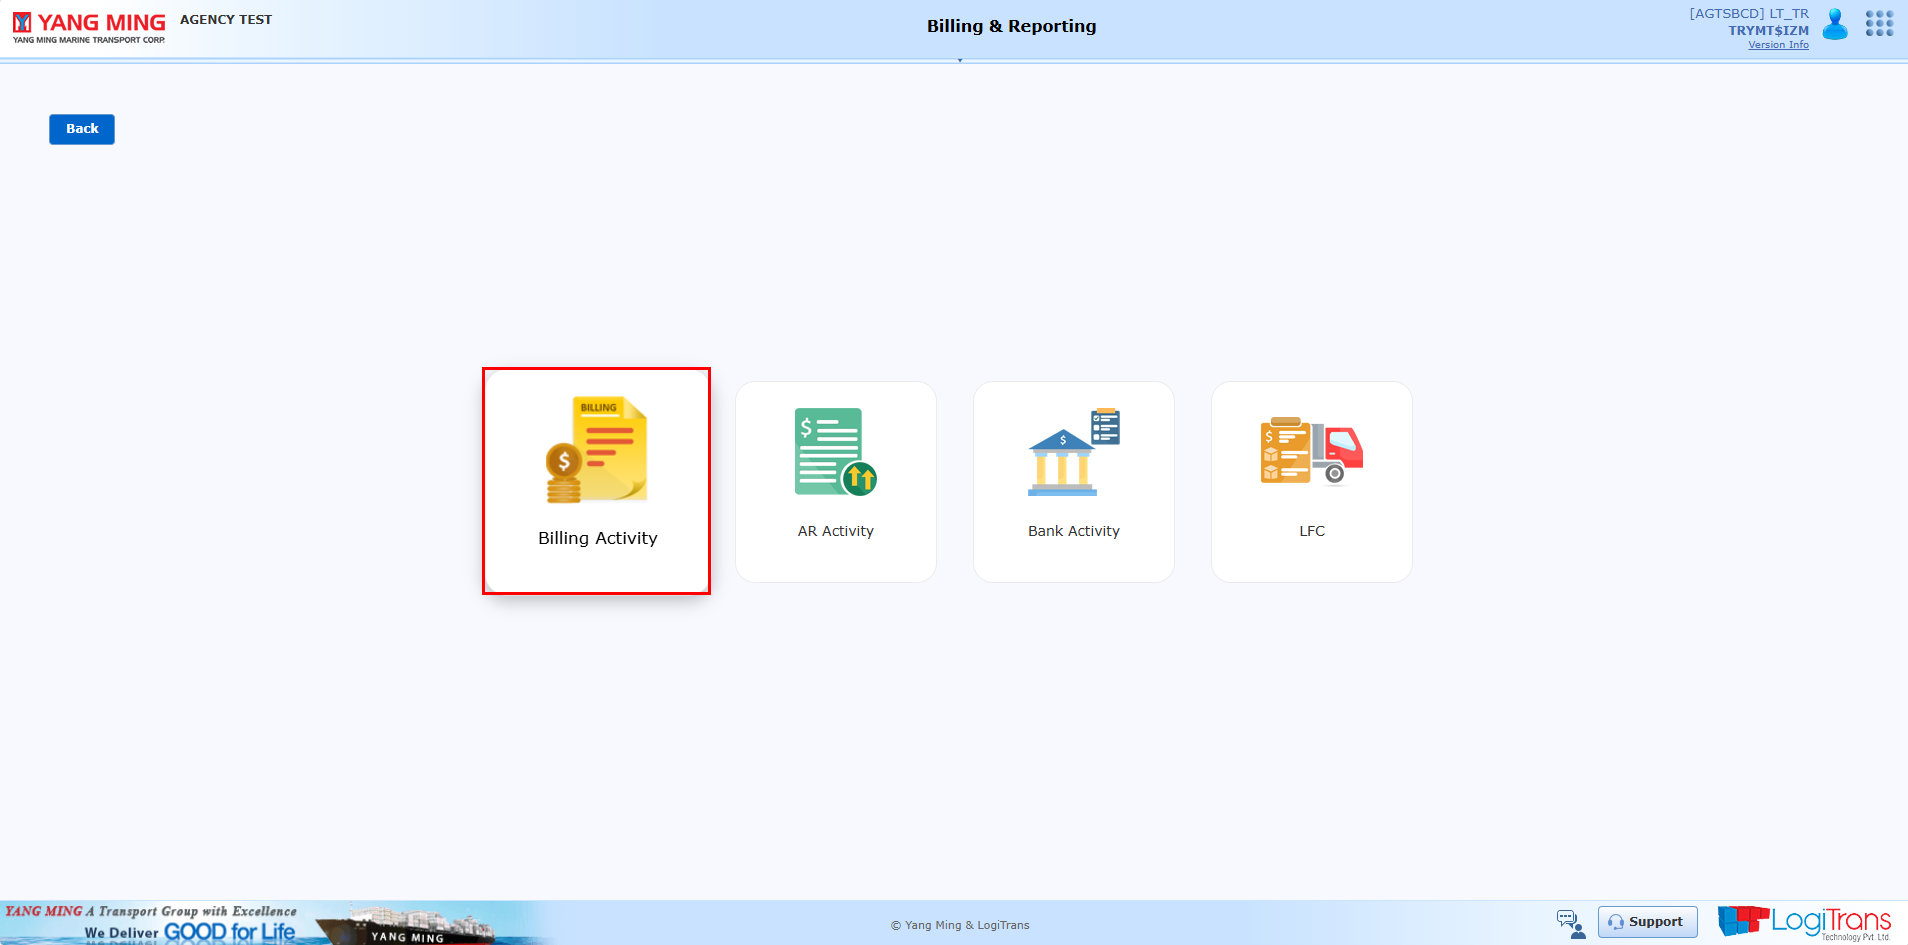 YANG MING
YANG MING MARINE TRANSPORT CORP.
AGENCY TEST
Billing & Reporting
[AGTSBCD] LT_TR
TRYMT$IZM
Version Info
Back
BILLING
$
Billing Activity
$
AR Activity
$
Bank Activity
$
LFC
YANG MING A Transport Group with Excellence
We Deliver GOOD for Life
YANG MING
© Yang Ming & LogiTrans
Support
LogiTrans
Technology Pvt. Ltd.